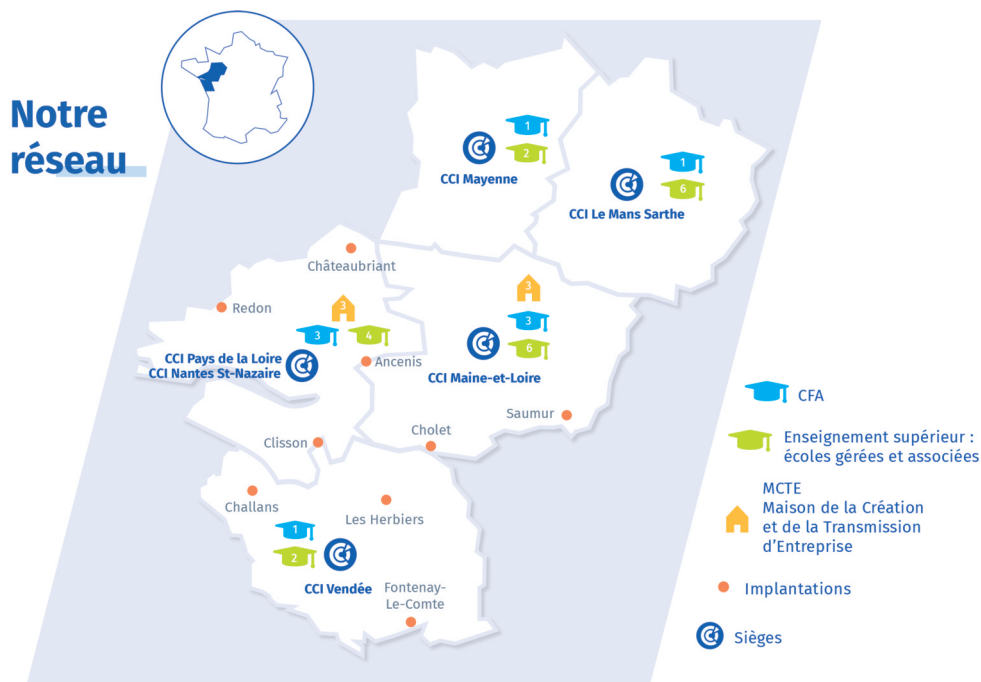 Notre
réseau
1
2
CCI Mayenne
1
6
CCI Le Mans Sarthe
Châteaubriant
Redon
3
3
4
CCI Pays de la Loire
CCI Nantes St-Nazaire
Ancenis
3
3
6
CCI Maine-et-Loire
Saumur
Cholet
Clisson
Challans
Les Herbiers
1
2
CCI Vendée
Fontenay-
Le-Comte
CFA
Enseignement supérieur :
écoles gérées et associées
MCTE
Maison de la Création
et de la Transmission
d'Entreprise
Implantations
Sièges